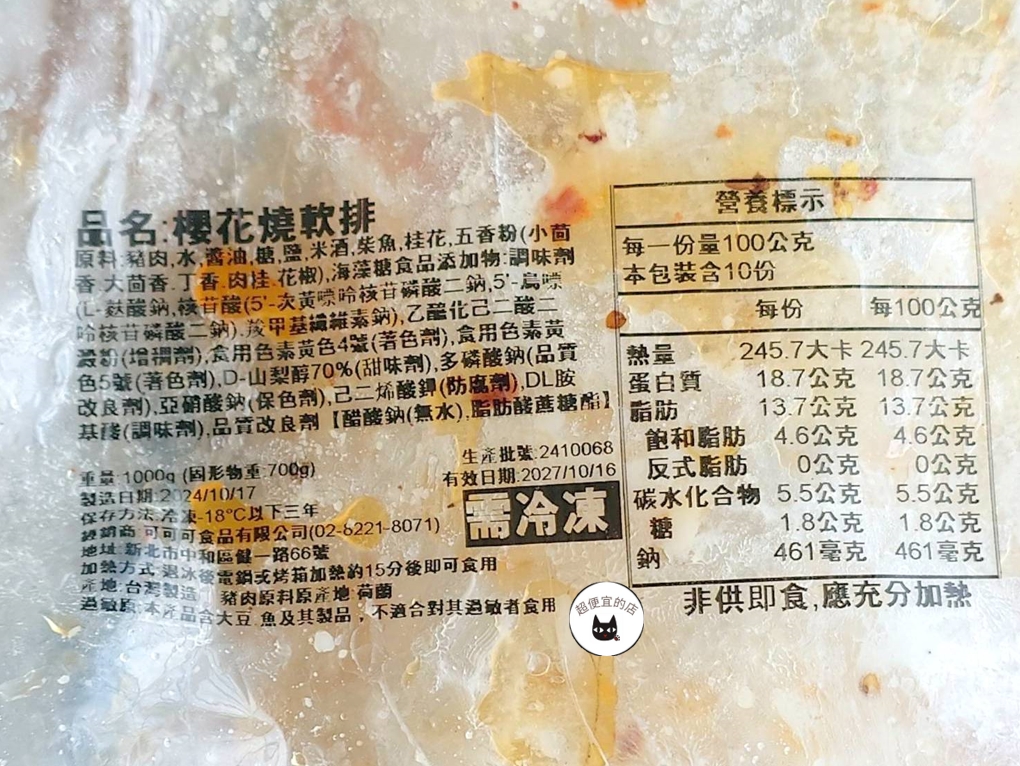 品名:櫻花燒軟排
原料:豬肉,水,醬油,糖,鹽,米酒,柴魚,桂花,五香粉(小茴
香.大茴香.丁香.肉桂.花椒),海藻糖食品添加物:調味劑
(L-麩酸鈉,核苷酸(5'-次黃嘌呤核苷磷酸二鈉,5'-鳥嘌
呤核苷磷酸二鈉),羧甲基纖維素鈉),乙醯化己二酸二
澱粉(增稠劑),食用色素黃色4號(著色劑),食用色素黃
色5號(著色劑),D-山梨醇70%(甜味劑),多磷酸鈉(品質
改良劑),亞硝酸鈉(保色劑),己二烯酸鉀(防腐劑),DL胺
基酸(調味劑),品質改良劑【醋酸鈉(無水),脂肪酸蔗糖酯】
生產批號:2410068
重量:1000g (固形物重:700g)
有效日期:2027/10/16
製造日期:2024/10/17
保存方法:冷凍-18°C以下三年
需冷凍
經銷商:可可可食品有限公司(02-8221-8071)
地址:新北市中和區健一路66號
加熱方式:退冰後電鍋或烤箱加熱約15分後即可食用
產地:台灣製造 豬肉原料原產地:荷蘭
過敏原:本產品含大豆.魚及其製品，不適合對其過敏者食用
營養標示
每一份量100公克
本包裝含10份
每份 每100公克
熱量 245.7大卡 245.7大卡
蛋白質 18.7公克 18.7公克
脂肪 13.7公克 13.7公克
飽和脂肪 4.6公克 4.6公克
反式脂肪 0公克 0公克
碳水化合物 5.5公克 5.5公克
糖 1.8公克 1.8公克
鈉 461毫克 461毫克
非供即食,應充分加熱
超便宜的店